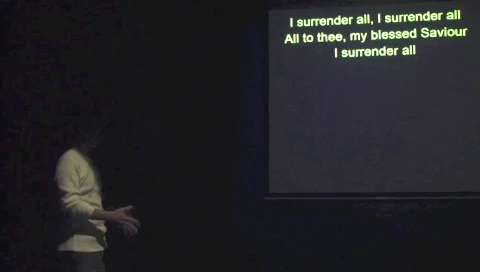 I surrender all, I surrender all
All to thee, my blessed Saviour
I surrender all